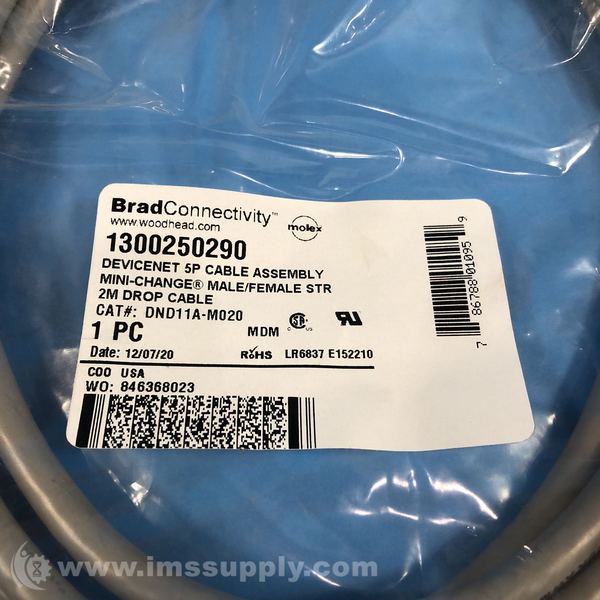 BradConnectivity™
www.woodhead.com
molex
1300250290
DEVICENET 5P CABLE ASSEMBLY
MINI-CHANGE® MALE/FEMALE STR
2M DROP CABLE
CAT#: DND11A-M020
1 PC
MDM
Date: 12/07/20
RoHS
LR6837 E152210
COO USA
WO: 846368023
7 86788 01095 9
www.imssupply.com